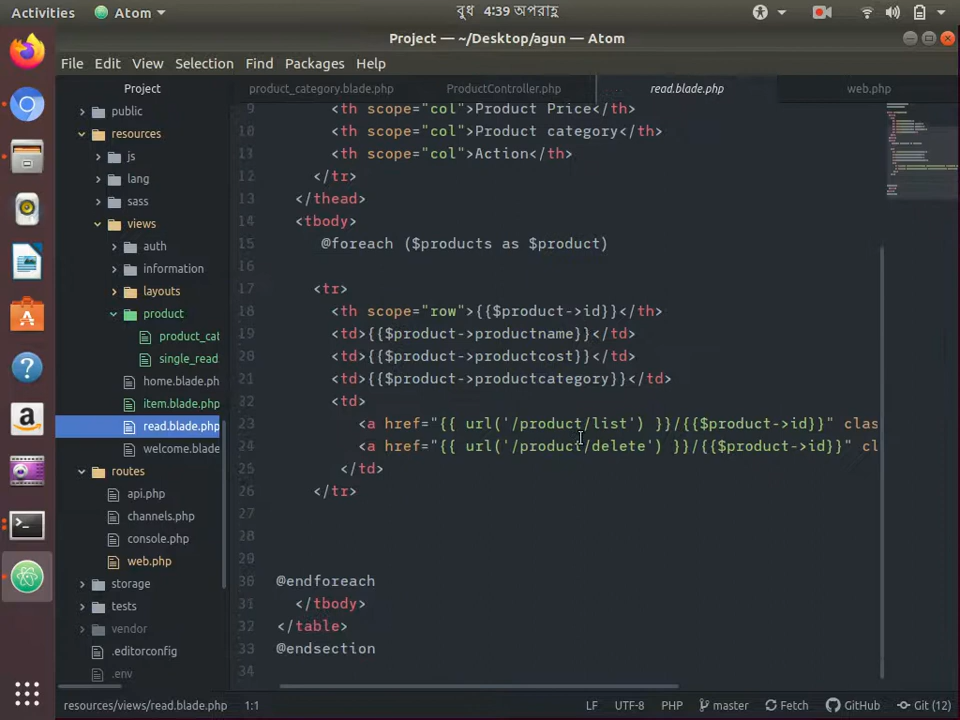 Activities Atom বুধ 4:39 অপরাহ্ণ
Project — ~/Desktop/agun — Atom
File Edit View Selection Find Packages Help
Project
public
resources
js
lang
sass
views
auth
information
layouts
product
product_cat
single_read
home.blade.ph
item.blade.php
read.blade.php
welcome.blade
routes
api.php
channels.php
console.php
web.php
storage
tests
vendor
.editorconfig
.env
product_category.blade.php ProductController.php read.blade.php web.php
9 <th scope="col">Product Price</th>
10 <th scope="col">Product category</th>
11 <th scope="col">Action</th>
12 </tr>
13 </thead>
14 <tbody>
15 @foreach ($products as $product)
16
17 <tr>
18 <th scope="row">{{$product->id}}</th>
19 <td>{{$product->productname}}</td>
20 <td>{{$product->productcost}}</td>
21 <td>{{$product->productcategory}}</td>
22 <td>
23 <a href="{{ url('/product/list') }}/{{$product->id}}" clas
24 <a href="{{ url('/product/delete') }}/{{$product->id}}" cl
25 </td>
26 </tr>
27
28
29
30 @endforeach
31 </tbody>
32 </table>
33 @endsection
34
resources/views/read.blade.php 1:1 LF UTF-8 PHP master Fetch GitHub Git (12)